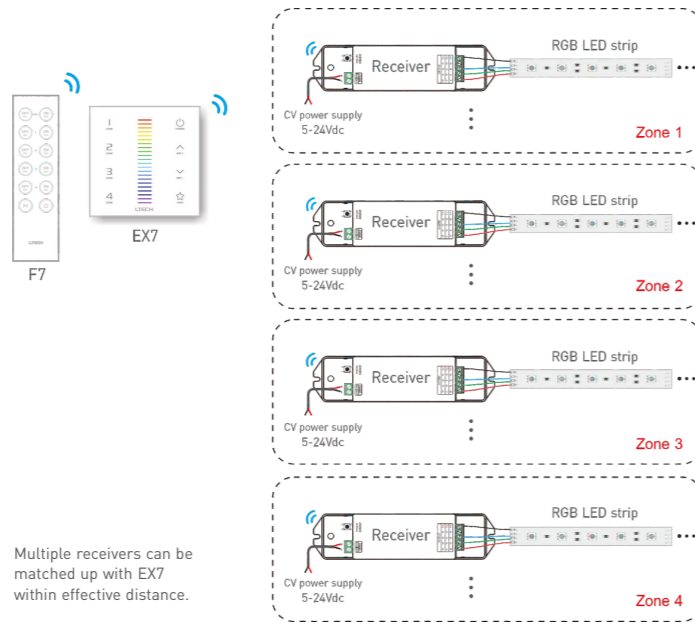 F7
1
2
3
4
LTECH
EX7
Multiple receivers can be
matched up with EX7
within effective distance.
Receiver
RGB LED strip
CV power supply
5-24Vdc
Zone 1
Receiver
RGB LED strip
CV power supply
5-24Vdc
Zone 2
Receiver
RGB LED strip
CV power supply
5-24Vdc
Zone 3
Receiver
RGB LED strip
CV power supply
5-24Vdc
Zone 4